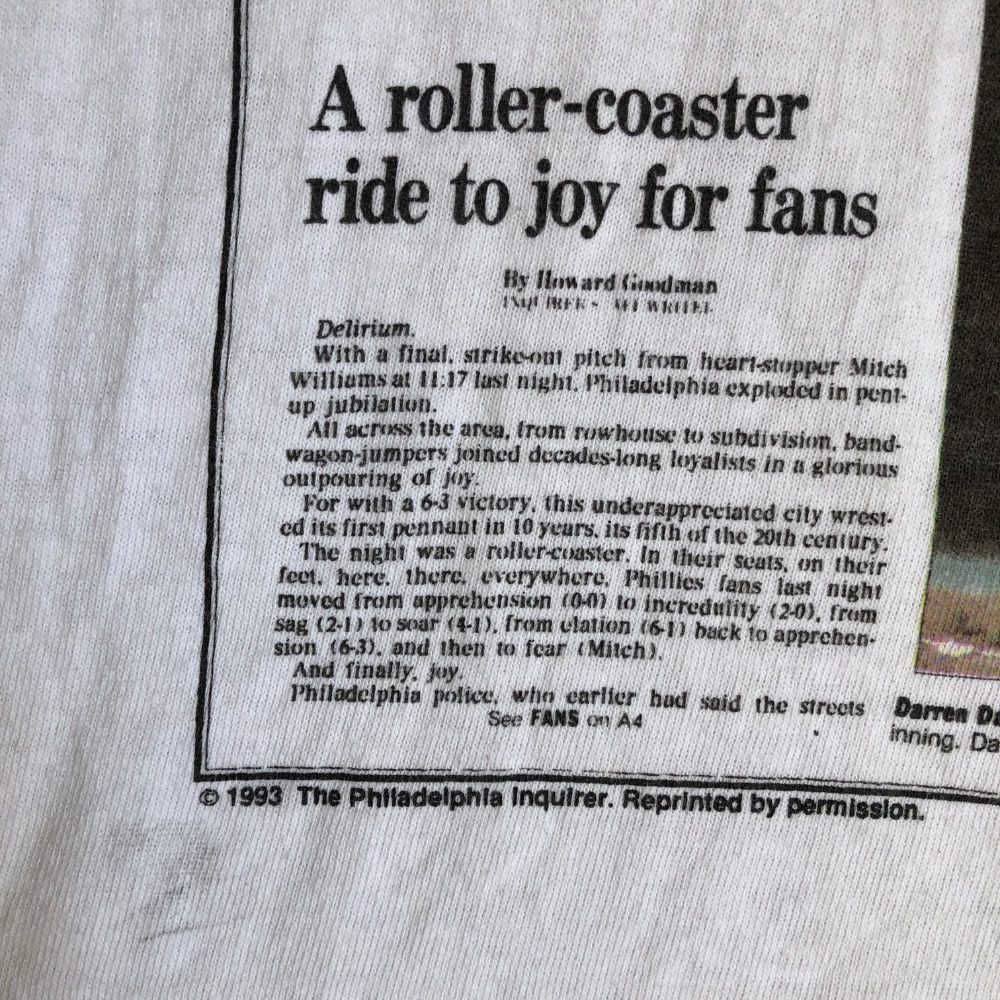 A roller-coaster
ride to joy for fans
By Howard Goodman
INQUIRER STAFF WRITER
Delirium.
With a final, strike-out pitch from heart-stopper Mitch
Williams at 11:17 last night, Philadelphia exploded in pent-
up jubilation.
All across the area, from rowhouse to subdivision, band-
wagon-jumpers joined decades-long loyalists in a glorious
outpouring of joy.
For with a 6-3 victory, this underappreciated city wrest-
ed its first pennant in 10 years, its fifth of the 20th century.
The night was a roller-coaster. In their seats, on their
feet, here, there, everywhere, Phillies fans last night
moved from apprehension (0-0) to incredulity (2-0), from
sag (2-1) to soar (4-1), from elation (6-1) back to apprehen-
sion (6-3), and then to fear (Mitch).
And finally, joy.
Philadelphia police, who earlier had said the streets
See FANS on A4
Darren Da
inning. Da
© 1993 The Philadelphia Inquirer. Reprinted by permission.